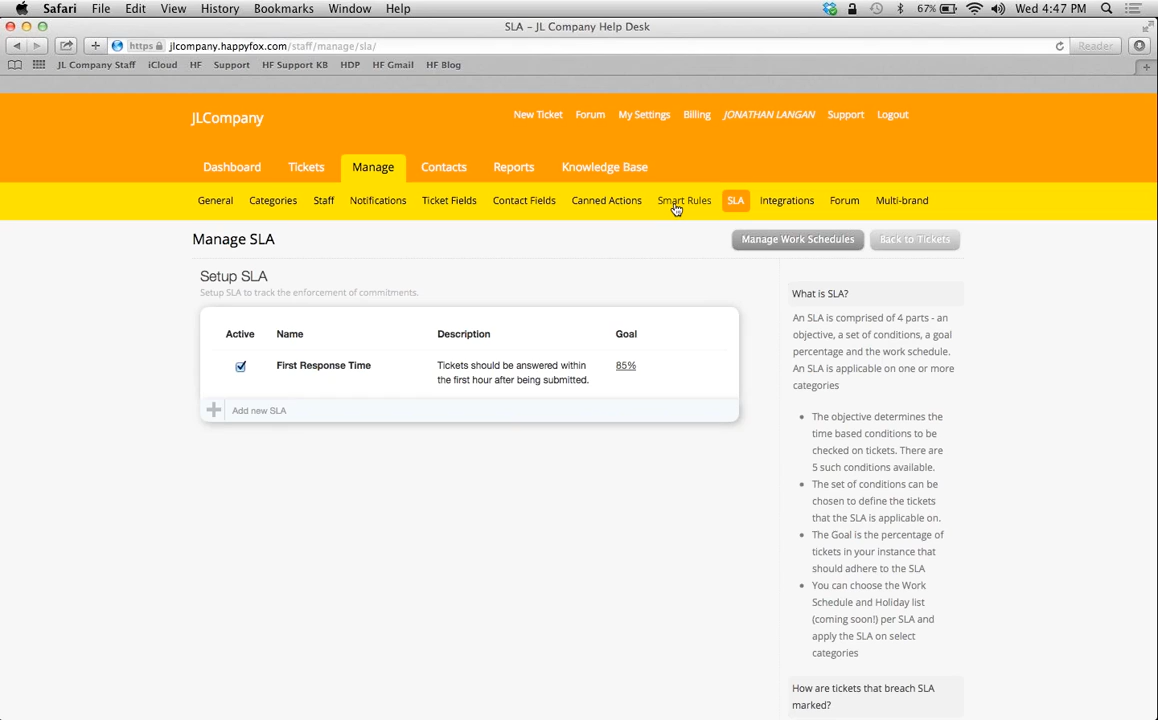 Safari File Edit View History Bookmarks Window Help 67% Wed 4:47 PM
SLA – JL Company Help Desk
https jlcompany.happyfox.com/staff/manage/sla/ Reader
JL Company Staff iCloud HF Support HF Support KB HDP HF Gmail HF Blog
New Ticket Forum My Settings Billing JONATHAN LANGAN Support Logout
JLCompany
Dashboard Tickets Manage Contacts Reports Knowledge Base
General Categories Staff Notifications Ticket Fields Contact Fields Canned Actions Smart Rules SLA Integrations Forum Multi-brand
Manage SLA Manage Work Schedules Back to Tickets
Setup SLA
Setup SLA to track the enforcement of commitments.
Active Name Description Goal
First Response Time Tickets should be answered within 85%
the first hour after being submitted.
Add new SLA
What is SLA?
An SLA is comprised of 4 parts - an
objective, a set of conditions, a goal
percentage and the work schedule.
An SLA is applicable on one or more
categories
• The objective determines the
time based conditions to be
checked on tickets. There are
5 such conditions available.
• The set of conditions can be
chosen to define the tickets
that the SLA is applicable on.
• The Goal is the percentage of
tickets in your instance that
should adhere to the SLA
• You can choose the Work
Schedule and Holiday list
(coming soon!) per SLA and
apply the SLA on select
categories
How are tickets that breach SLA
marked?